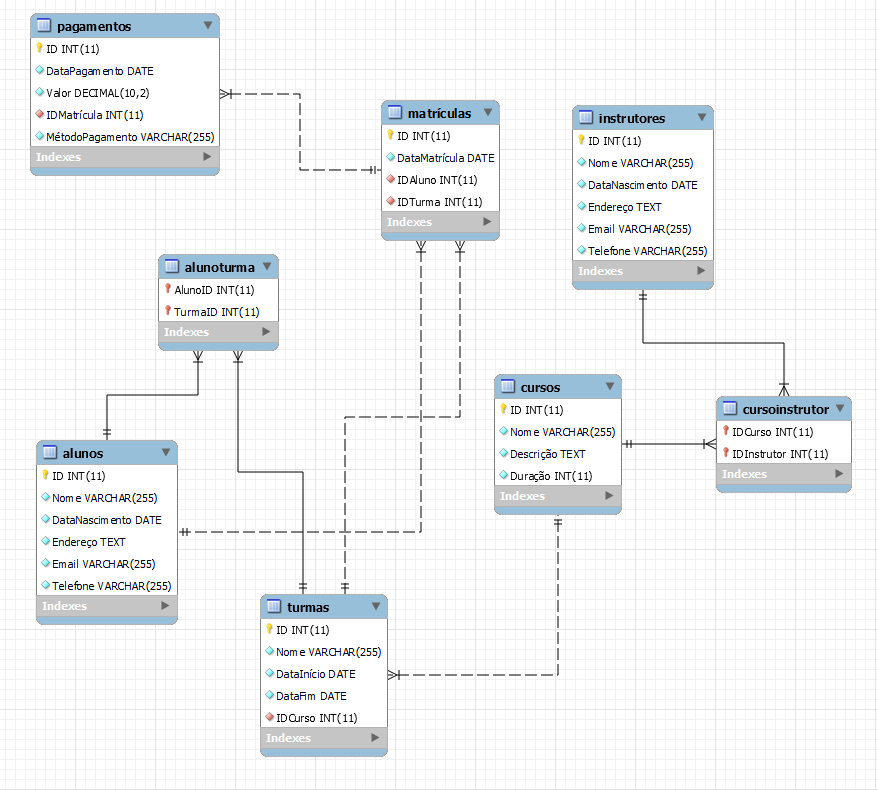 pagamentos
ID INT(11)
DataPagamento DATE
Valor DECIMAL(10,2)
IDMatrícula INT(11)
MétodoPagamento VARCHAR(255)
Indexes
matrículas
ID INT(11)
DataMatrícula DATE
IDAluno INT(11)
IDTurma INT(11)
Indexes
instrutores
ID INT(11)
Nome VARCHAR(255)
DataNascimento DATE
Endereço TEXT
Email VARCHAR(255)
Telefone VARCHAR(255)
Indexes
alunoturma
AlunoID INT(11)
TurmaID INT(11)
Indexes
cursos
ID INT(11)
Nome VARCHAR(255)
Descrição TEXT
Duração INT(11)
Indexes
cursoinstrutor
IDCurso INT(11)
IDInstrutor INT(11)
Indexes
alunos
ID INT(11)
Nome VARCHAR(255)
DataNascimento DATE
Endereço TEXT
Email VARCHAR(255)
Telefone VARCHAR(255)
Indexes
turmas
ID INT(11)
Nome VARCHAR(255)
DataInício DATE
DataFim DATE
IDCurso INT(11)
Indexes